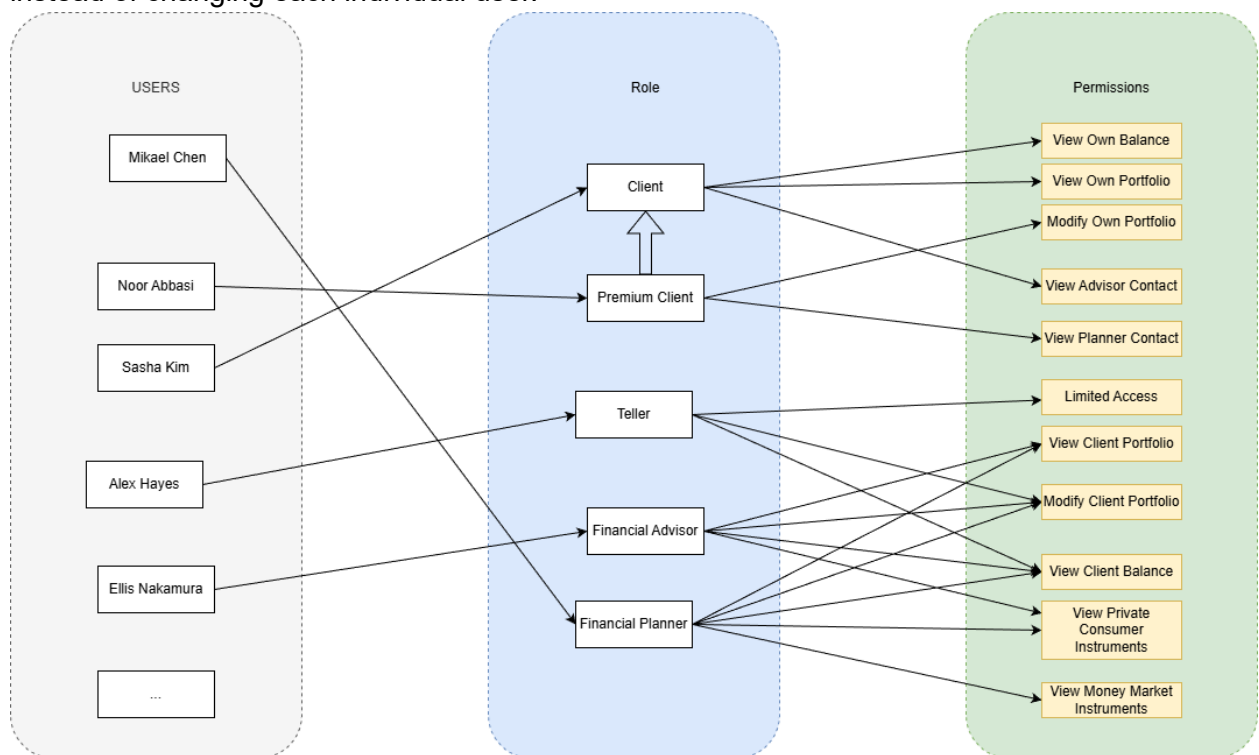 instead of changing each individual user.
USERS
Role
Permissions
Mikael Chen
Noor Abbasi
Sasha Kim
Alex Hayes
Ellis Nakamura
...
Client
Premium Client
Teller
Financial Advisor
Financial Planner
View Own Balance
View Own Portfolio
Modify Own Portfolio
View Advisor Contact
View Planner Contact
Limited Access
View Client Portfolio
Modify Client Portfolio
View Client Balance
View Private
Consumer
Instruments
View Money Market
Instruments